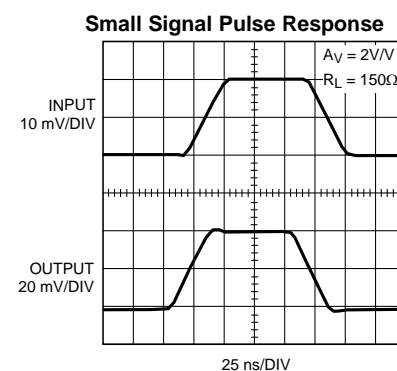 Small Signal Pulse Response
AV = 2V/V
RL = 150Ω
INPUT
10 mV/DIV
OUTPUT
20 mV/DIV
25 ns/DIV